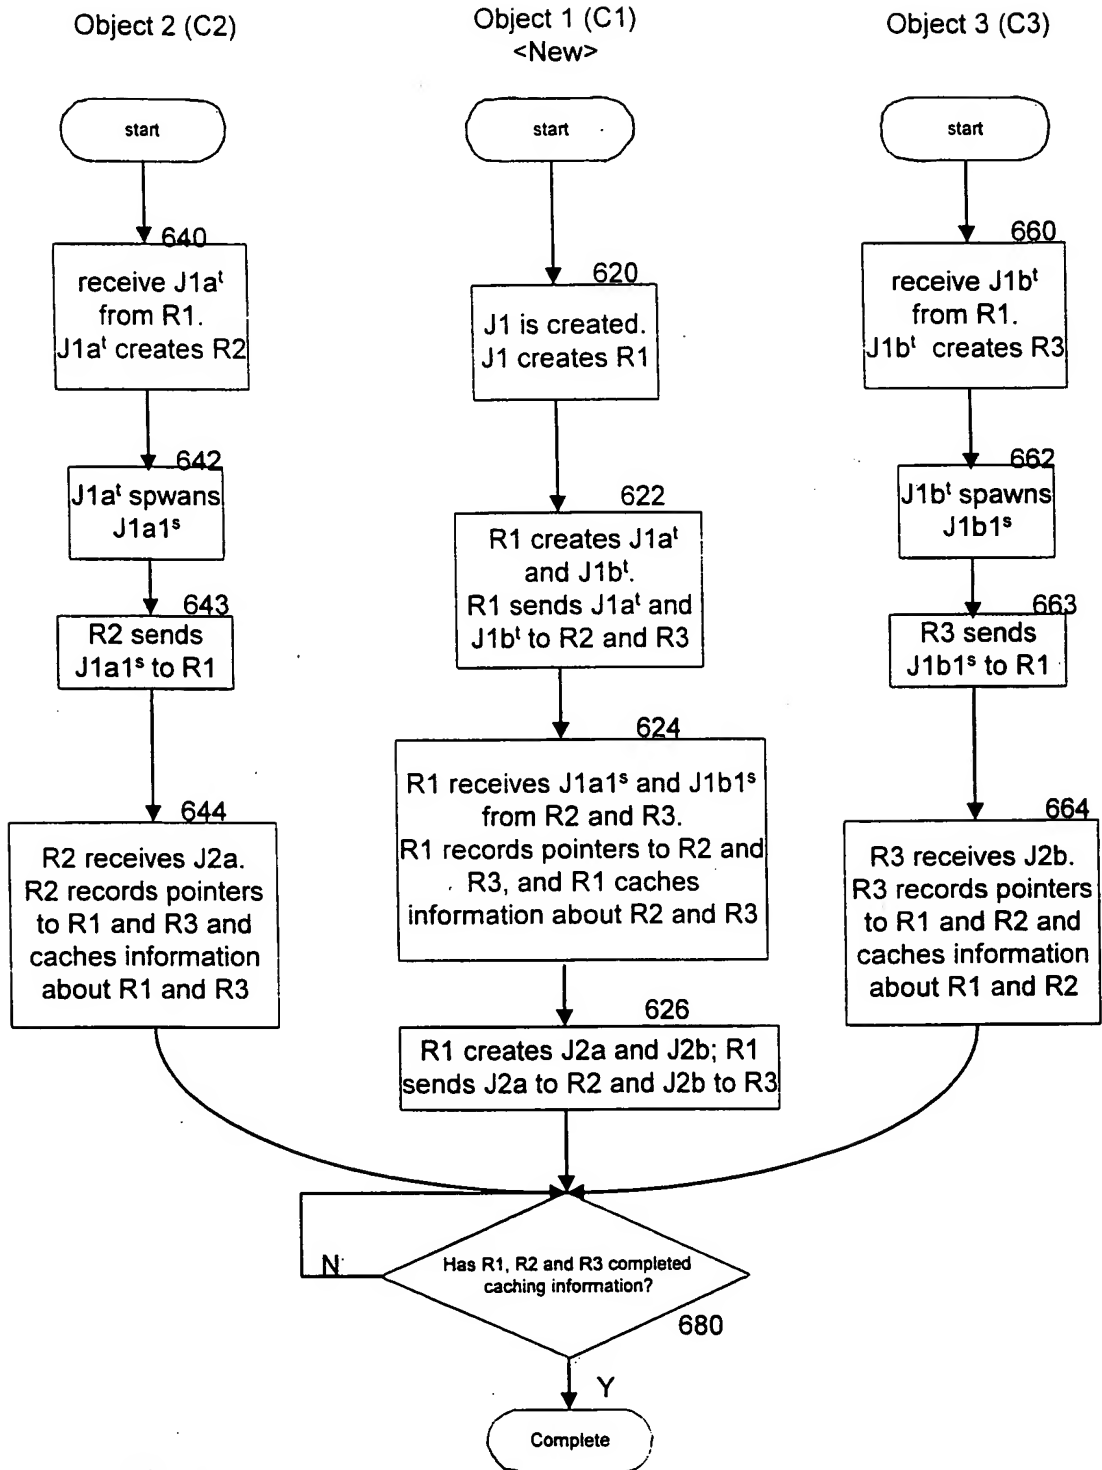 Object 2 (C2)
start
640
receive J1aᵗ
from R1.
J1aᵗ creates R2
642
J1aᵗ spwans
J1a1ˢ
643
R2 sends
J1a1ˢ to R1
644
R2 receives J2a.
R2 records pointers
to R1 and R3 and
caches information
about R1 and R3
Object 1 (C1)
<New>
start
620
J1 is created.
J1 creates R1
622
R1 creates J1aᵗ
and J1bᵗ.
R1 sends J1aᵗ and
J1bᵗ to R2 and R3
624
R1 receives J1a1ˢ and J1b1ˢ
from R2 and R3.
R1 records pointers to R2 and
R3, and R1 caches
information about R2 and R3
626
R1 creates J2a and J2b; R1
sends J2a to R2 and J2b to R3
Object 3 (C3)
start
660
receive J1bᵗ
from R1.
J1bᵗ creates R3
662
J1bᵗ spawns
J1b1ˢ
663
R3 sends
J1b1ˢ to R1
664
R3 receives J2b.
R3 records pointers
to R1 and R2 and
caches information
about R1 and R2
N
Has R1, R2 and R3 completed
caching information?
680
Y
Complete